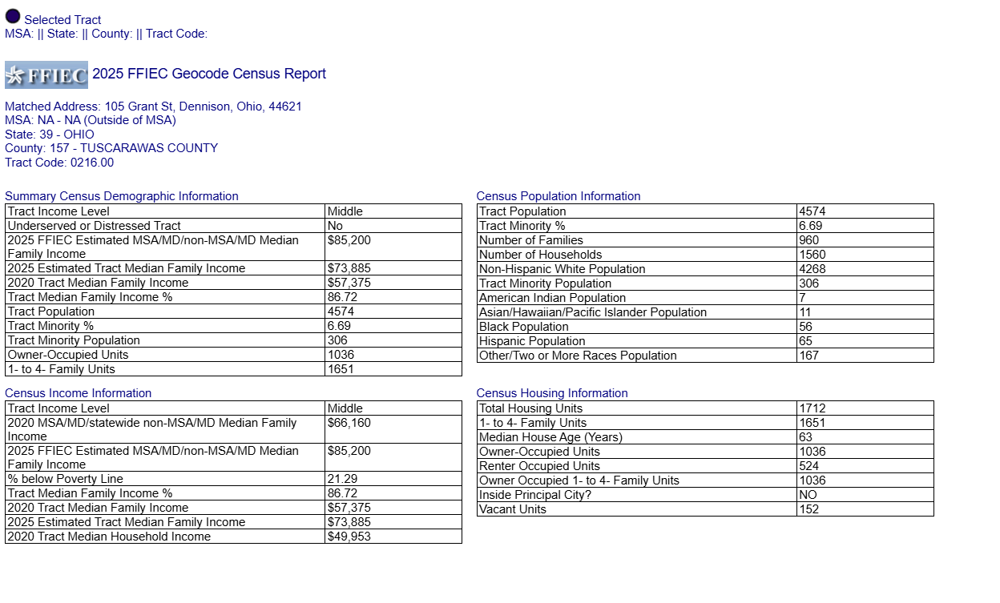 Selected Tract
MSA: || State: || County: || Tract Code:
FFIEC 2025 FFIEC Geocode Census Report
Matched Address: 105 Grant St, Dennison, Ohio, 44621
MSA: NA - NA (Outside of MSA)
State: 39 - OHIO
County: 157 - TUSCARAWAS COUNTY
Tract Code: 0216.00
Summary Census Demographic Information
Tract Income Level Middle
Underserved or Distressed Tract No
2025 FFIEC Estimated MSA/MD/non-MSA/MD Median $85,200
Family Income
2025 Estimated Tract Median Family Income $73,885
2020 Tract Median Family Income $57,375
Tract Median Family Income % 86.72
Tract Population 4574
Tract Minority % 6.69
Tract Minority Population 306
Owner-Occupied Units 1036
1- to 4- Family Units 1651
Census Population Information
Tract Population 4574
Tract Minority % 6.69
Number of Families 960
Number of Households 1560
Non-Hispanic White Population 4268
Tract Minority Population 306
American Indian Population 7
Asian/Hawaiian/Pacific Islander Population 11
Black Population 56
Hispanic Population 65
Other/Two or More Races Population 167
Census Income Information
Tract Income Level Middle
2020 MSA/MD/statewide non-MSA/MD Median Family $66,160
Income
2025 FFIEC Estimated MSA/MD/non-MSA/MD Median $85,200
Family Income
% below Poverty Line 21.29
Tract Median Family Income % 86.72
2020 Tract Median Family Income $57,375
2025 Estimated Tract Median Family Income $73,885
2020 Tract Median Household Income $49,953
Census Housing Information
Total Housing Units 1712
1- to 4- Family Units 1651
Median House Age (Years) 63
Owner-Occupied Units 1036
Renter Occupied Units 524
Owner Occupied 1- to 4- Family Units 1036
Inside Principal City? NO
Vacant Units 152